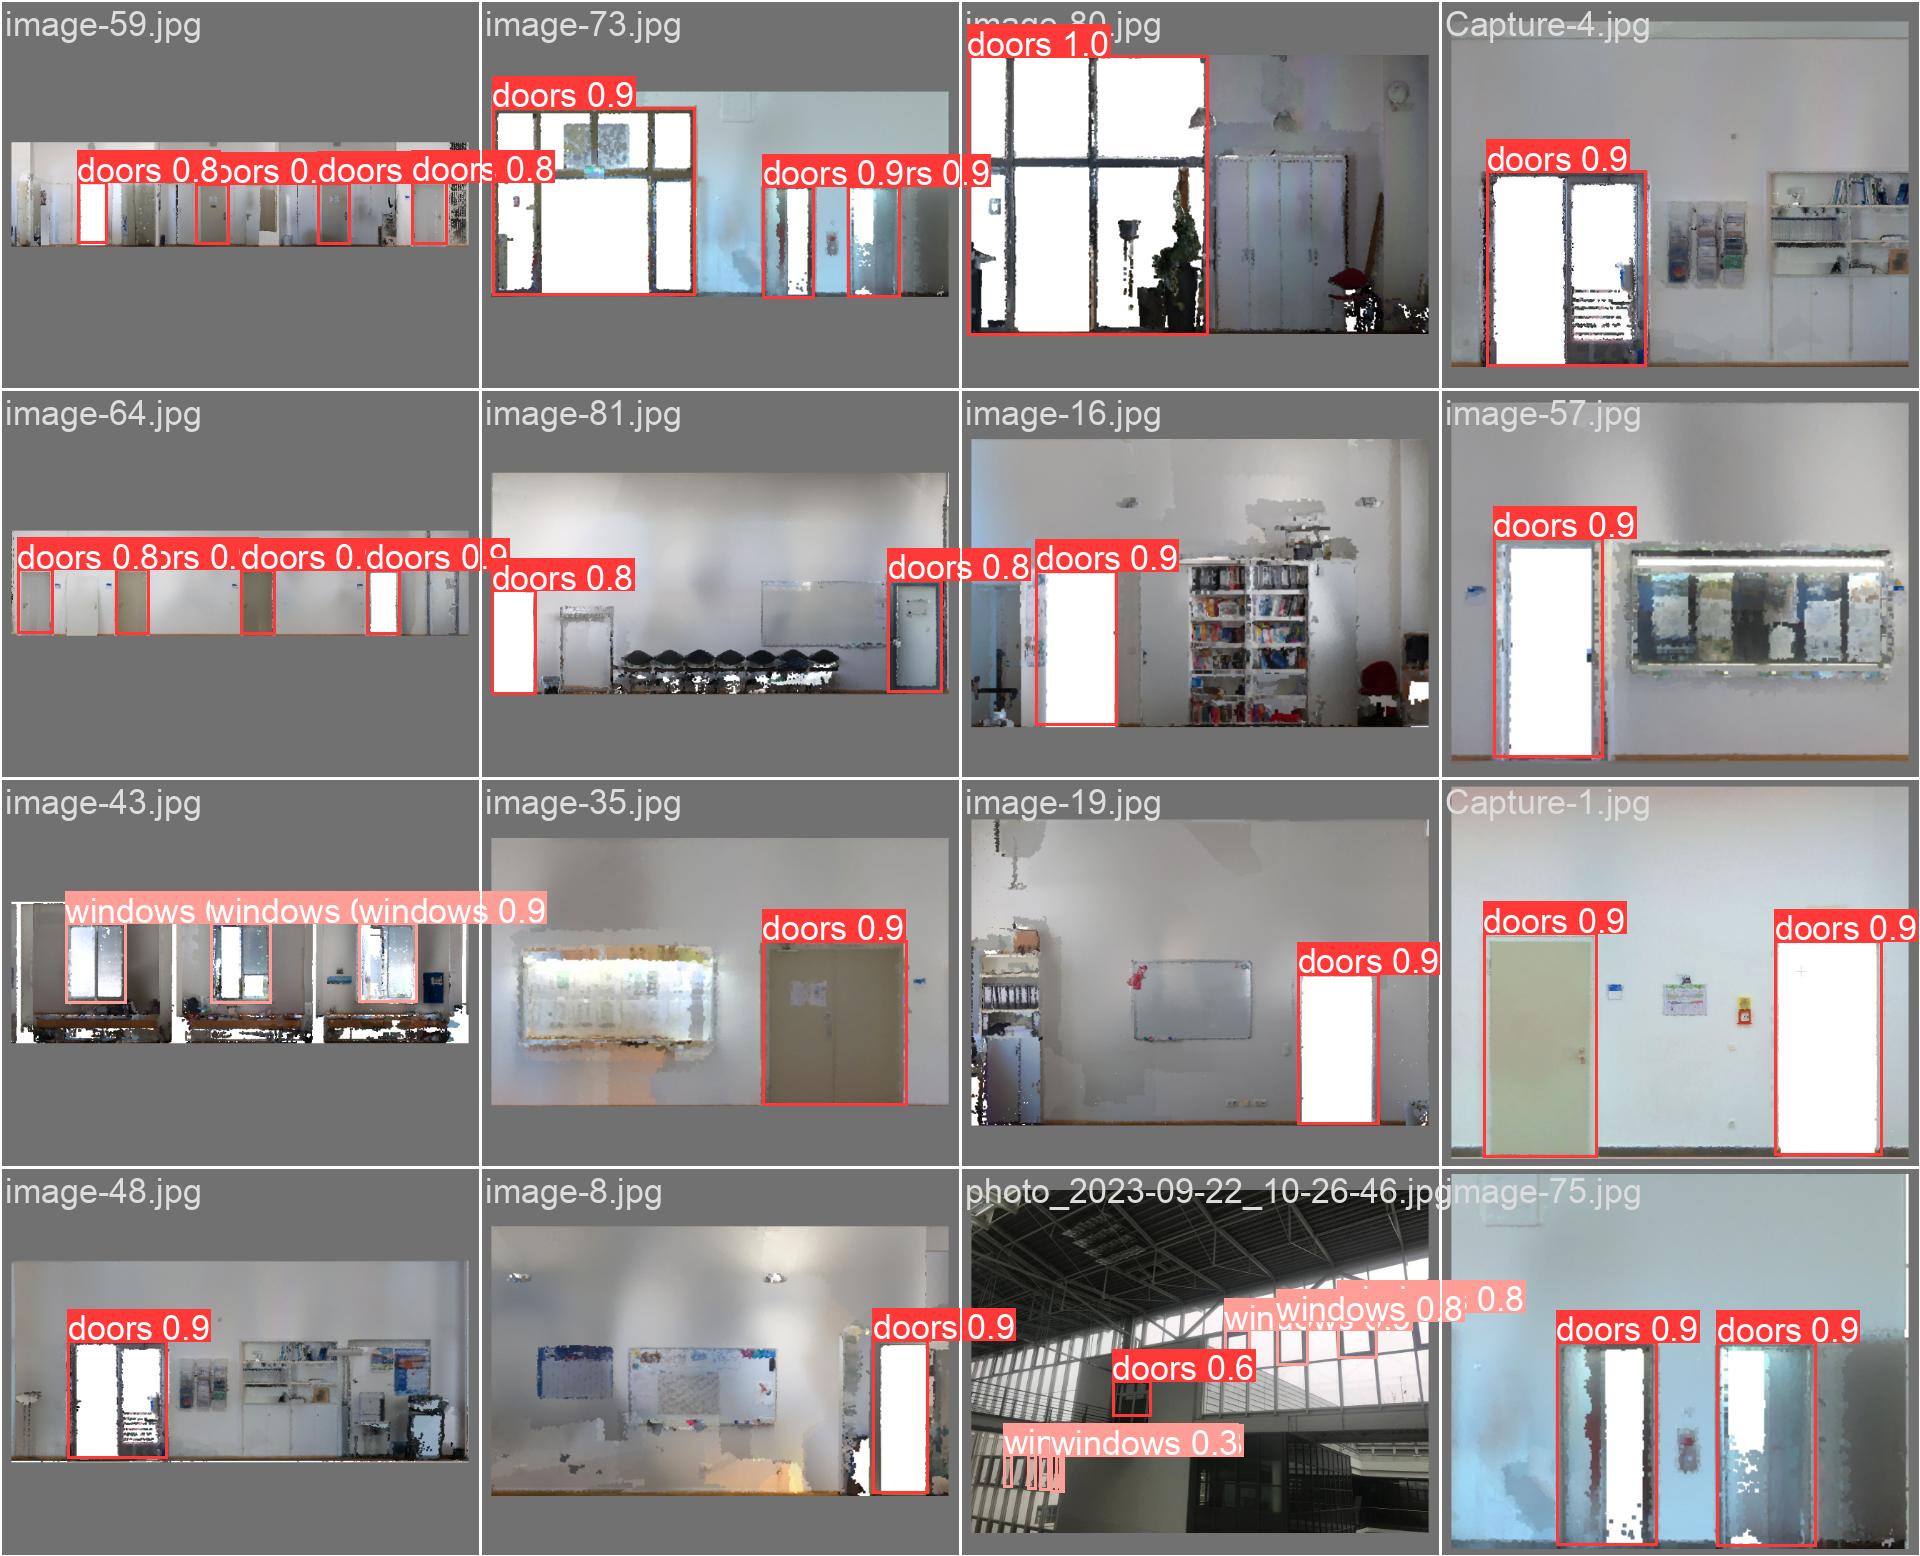 image-59.jpg
image-73.jpg
image-80.jpg
Capture-4.jpg
doors 0.8
doors 0.8
doors 0.9
doors 0.9
doors 1.0
doors 0.9
image-64.jpg
image-81.jpg
image-16.jpg
image-57.jpg
doors 0.8
doors 0.9
doors 0.8
doors 0.8
doors 0.9
doors 0.9
image-43.jpg
image-35.jpg
image-19.jpg
Capture-1.jpg
windows
windows
windows 0.9
doors 0.9
doors 0.9
doors 0.9
doors 0.9
image-48.jpg
image-8.jpg
photo_2023-09-22_10-26-46.jpg
image-75.jpg
doors 0.9
doors 0.9
windows 0.8
0.8
doors 0.6
windows 0.3
doors 0.9
doors 0.9